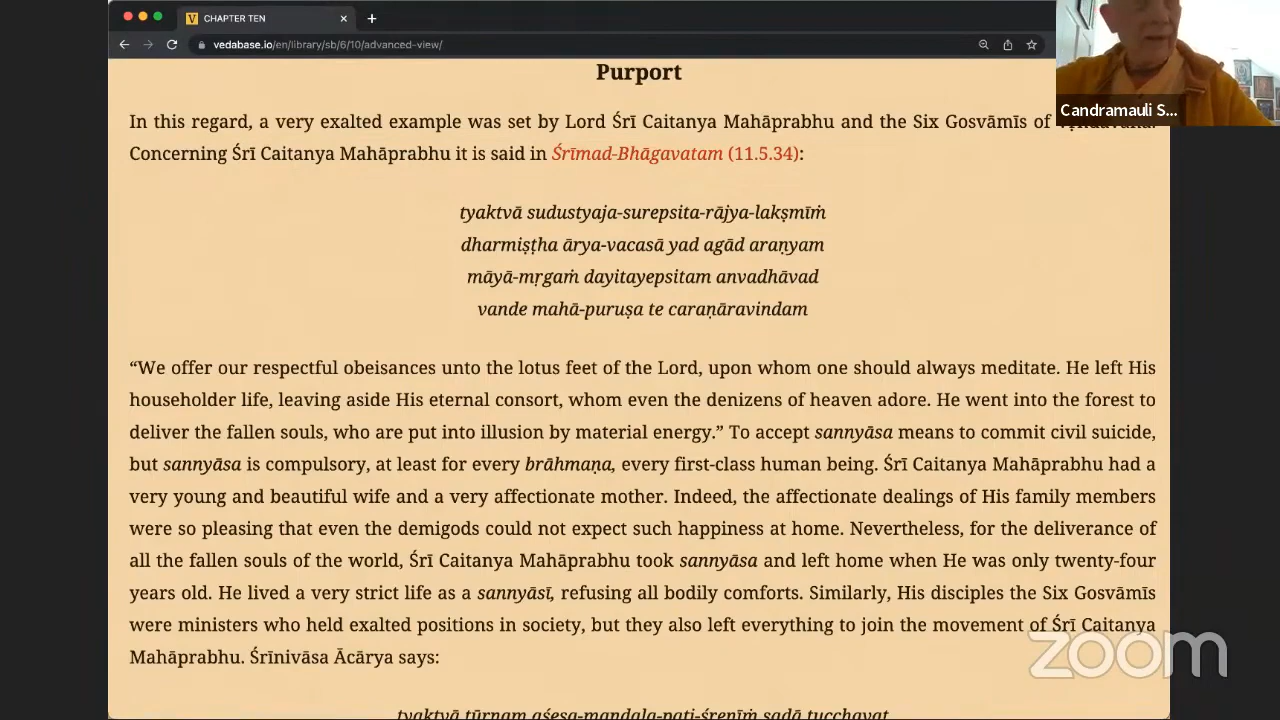 CHAPTER TEN
vedabase.io/en/library/sb/6/10/advanced-view/
Candramauli S...
Purport
In this regard, a very exalted example was set by Lord Śrī Caitanya Mahāprabhu and the Six Gosvāmīs of
Concerning Śrī Caitanya Mahāprabhu it is said in Śrīmad-Bhāgavatam (11.5.34):
tyaktvā sudustyaja-surepsita-rājya-lakṣmīṁ
dharmiṣṭha ārya-vacasā yad agād araṇyam
māyā-mṛgaṁ dayitayepsitam anvadhāvad
vande mahā-puruṣa te caraṇāravindam
“We offer our respectful obeisances unto the lotus feet of the Lord, upon whom one should always meditate. He left His
householder life, leaving aside His eternal consort, whom even the denizens of heaven adore. He went into the forest to
deliver the fallen souls, who are put into illusion by material energy.” To accept sannyāsa means to commit civil suicide,
but sannyāsa is compulsory, at least for every brāhmaṇa, every first-class human being. Śrī Caitanya Mahāprabhu had a
very young and beautiful wife and a very affectionate mother. Indeed, the affectionate dealings of His family members
were so pleasing that even the demigods could not expect such happiness at home. Nevertheless, for the deliverance of
all the fallen souls of the world, Śrī Caitanya Mahāprabhu took sannyāsa and left home when He was only twenty-four
years old. He lived a very strict life as a sannyāsī, refusing all bodily comforts. Similarly, His disciples the Six Gosvāmīs
were ministers who held exalted positions in society, but they also left everything to join the movement of Śrī Caitanya
Mahāprabhu. Śrīnivāsa Ācārya says:
tyaktvā tūrṇam aśeṣa-maṇḍala-pati-śreṇīṁ sadā tucchavat
zoom